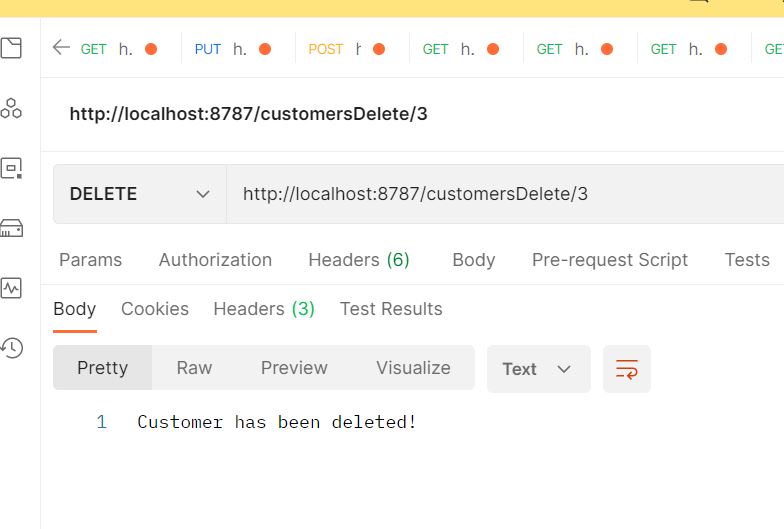 GET h. PUT h. POST h GET h. GET h. GET h. GE
http://localhost:8787/customersDelete/3
DELETE http://localhost:8787/customersDelete/3
Params Authorization Headers (6) Body Pre-request Script Tests
Body Cookies Headers (3) Test Results
Pretty Raw Preview Visualize Text
1 Customer has been deleted!